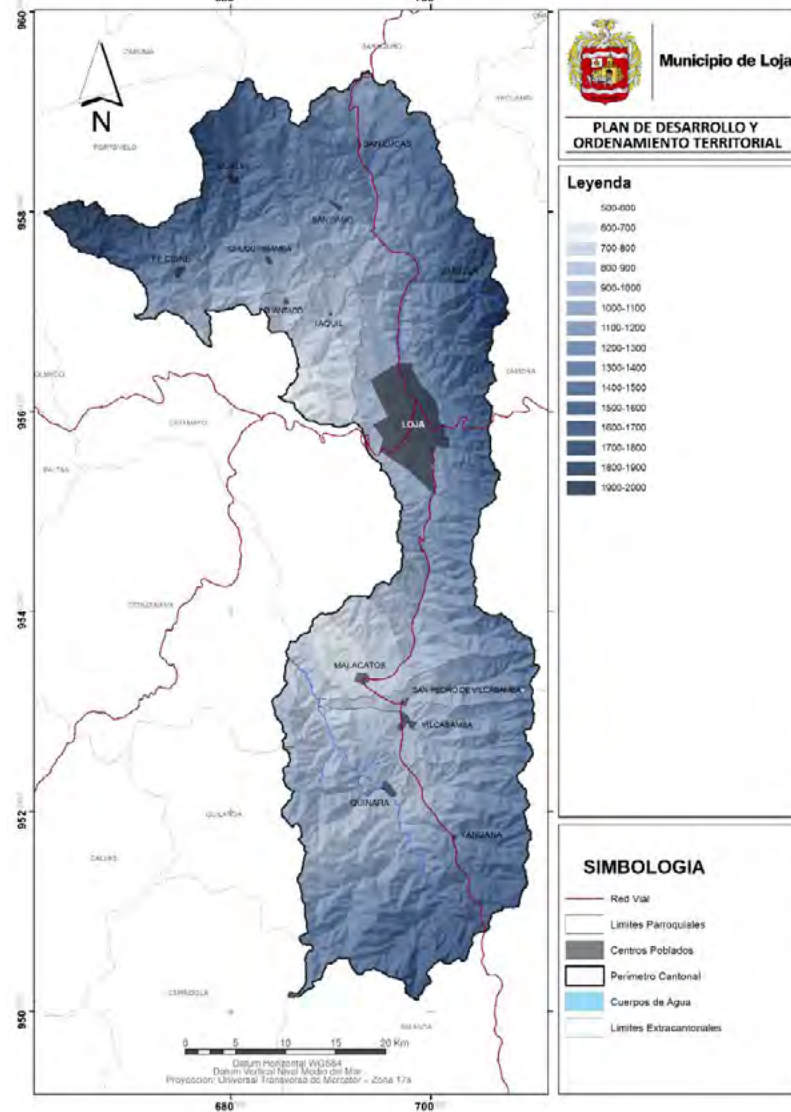 Municipio de Loja
PLAN DE DESARROLLO Y
ORDENAMIENTO TERRITORIAL
Leyenda
500-600
600-700
700-800
800-900
900-1000
1000-1100
1100-1200
1200-1300
1300-1400
1400-1500
1500-1600
1600-1700
1700-1800
1800-1900
1900-2000
SIMBOLOGIA
Red Vial
Limites Parroquiales
Centros Poblados
Perimetro Cantonal
Cuerpos de Agua
Limites Extracantonales
N
960
958
956
954
952
950
680
700
PORTOVELO
SAN LUCAS
SANTIAGO
EL CISNE
CHUQUIRIBAMBA
TAQUIL
LOJA
ZAMORA
CATAMAYO
PALTAS
MALACATOS
SAN PEDRO DE VILCABAMBA
VILCABAMBA
QUINARA
YANGANA
QUILANGA
CALVAS
ESPINDOLA
0 5 10 15 20 Km
Datum Horizontal WGS84
Datum Vertical Nivel Medio del Mar
Proyeccion: Universal Transversa de Mercator - Zona 17s